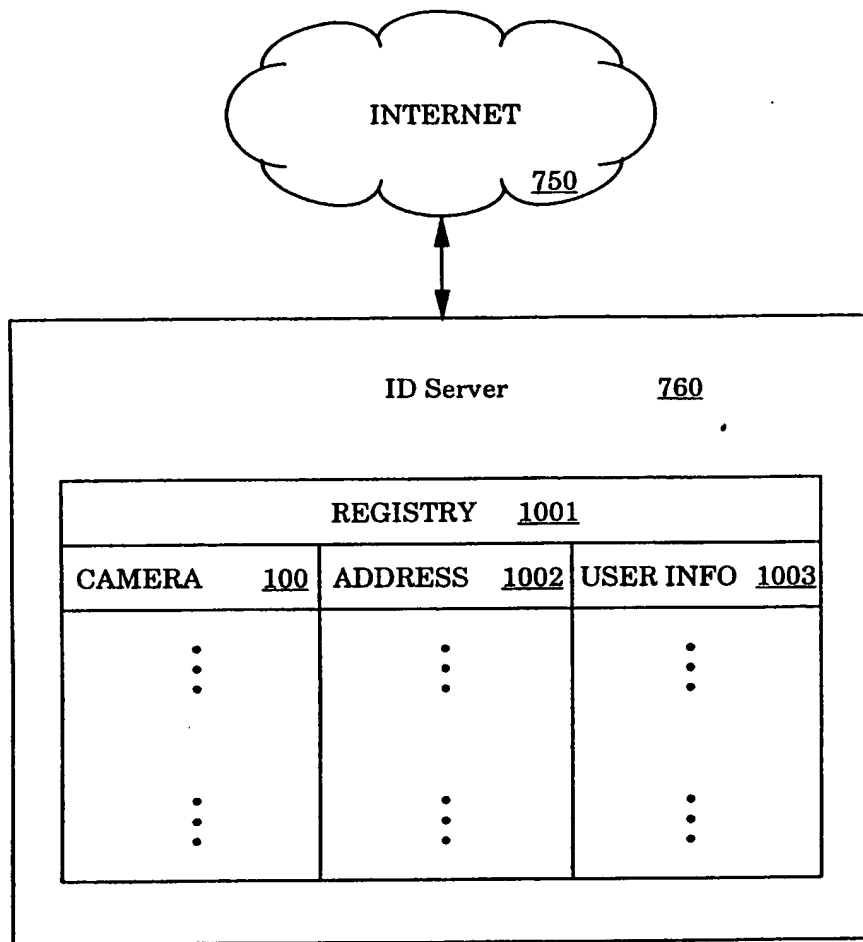 INTERNET
750
ID Server 760
REGISTRY 1001
CAMERA 100 ADDRESS 1002 USER INFO 1003